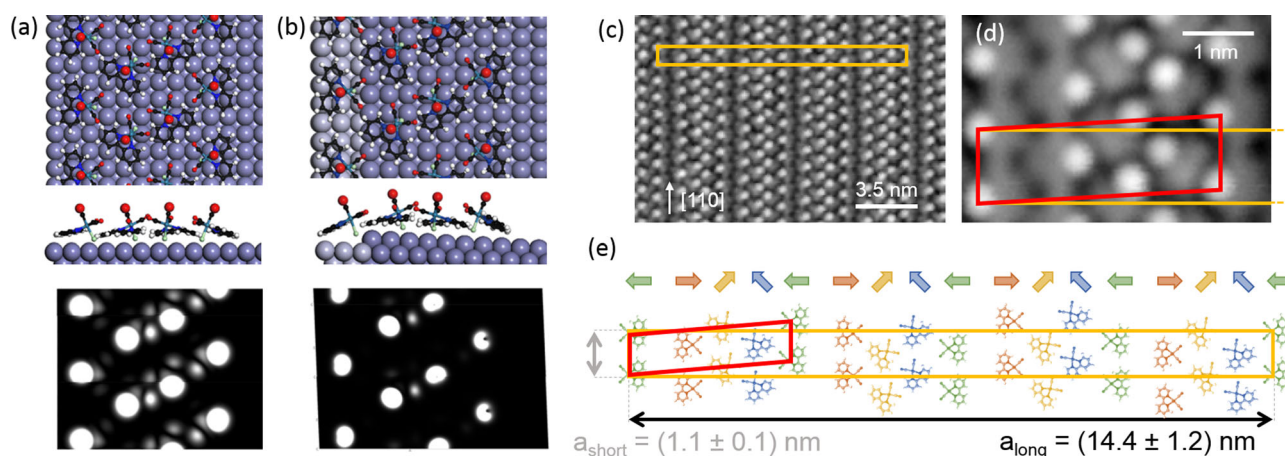 (a)
(b)
(c)
(d)
1 nm
[110]
3.5 nm
(e)
a_short = (1.1 ± 0.1) nm
a_long = (14.4 ± 1.2) nm